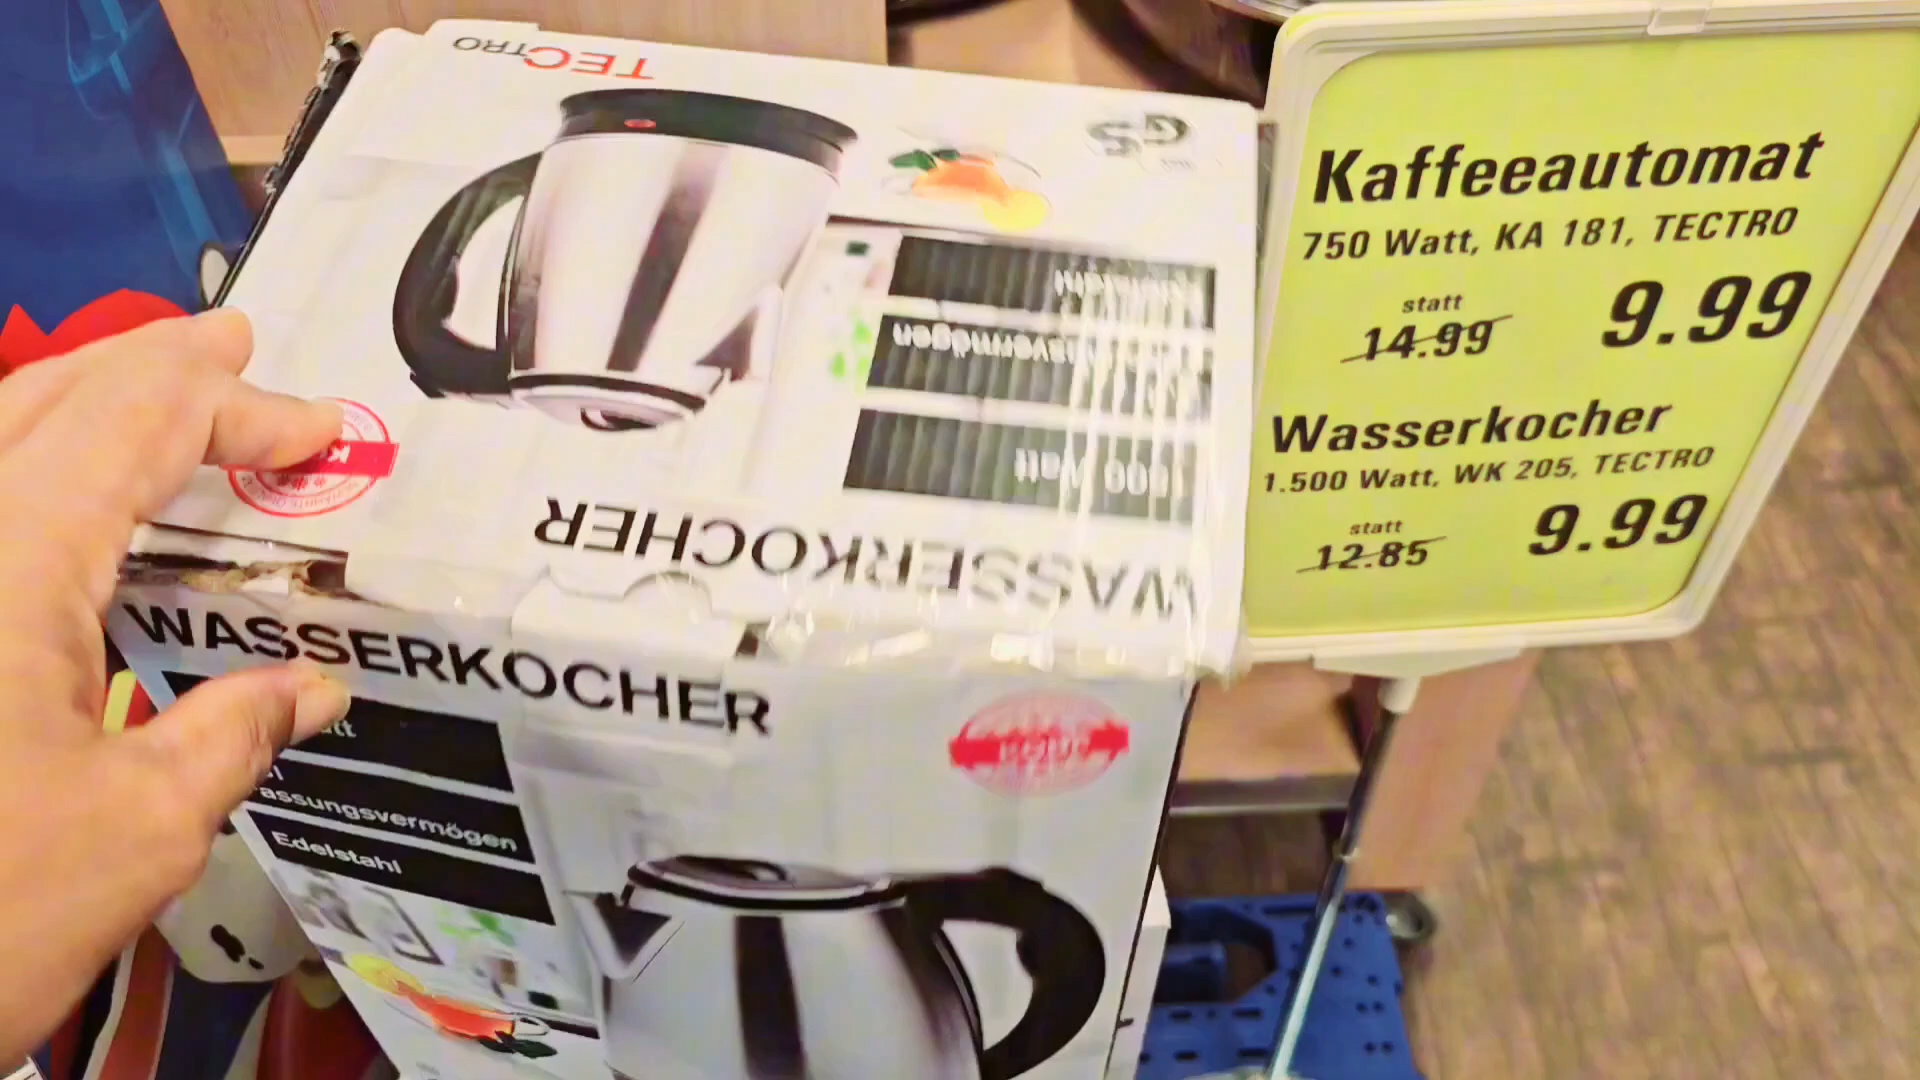 TECTRO
GS
WASSERKOCHER
WASSERKOCHER
Fassungsvermögen
Edelstahl
Kaffeeautomat
750 Watt, KA 181, TECTRO
statt
14.99
9.99
Wasserkocher
1.500 Watt, WK 205, TECTRO
statt
12.85
9.99